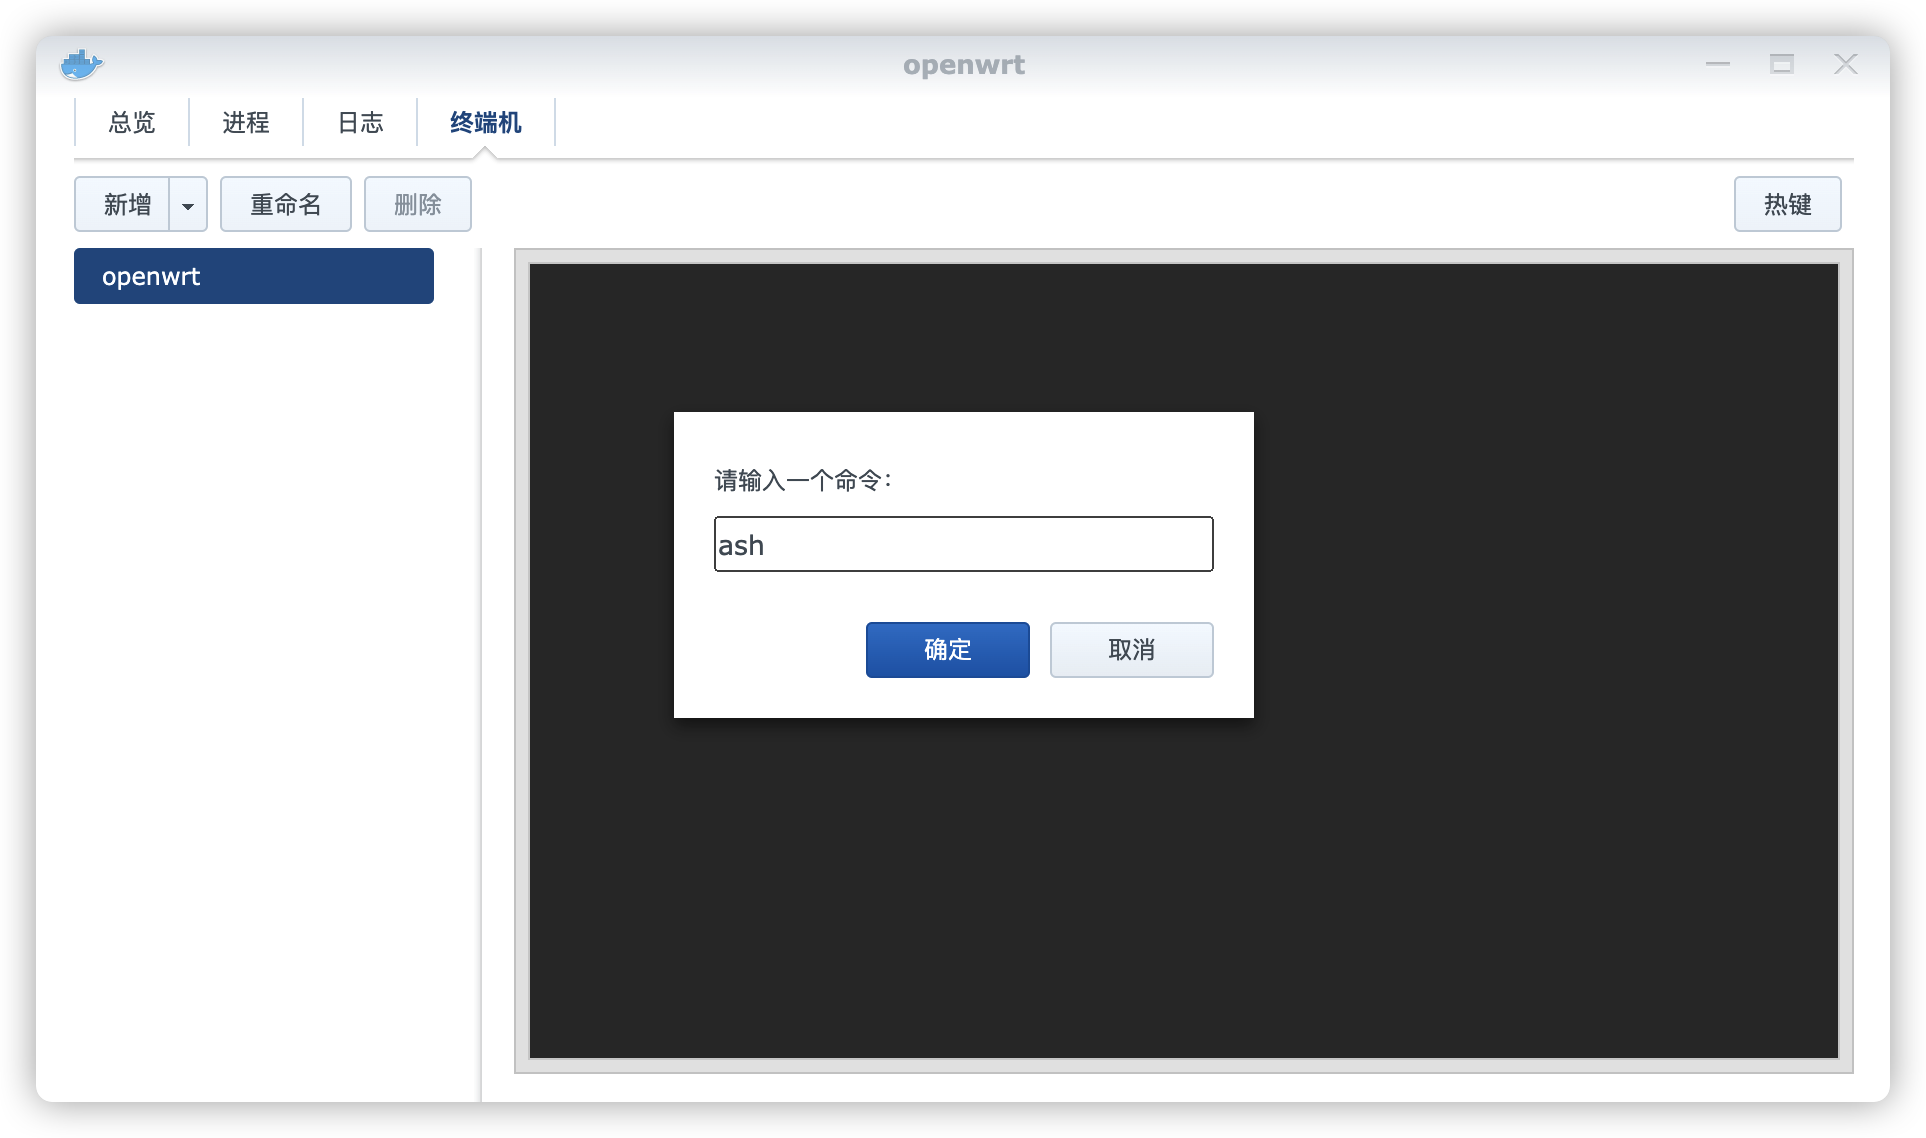 openwrt
总览 进程 日志 终端机
新增 重命名 删除 热键
openwrt
请输入一个命令：
ash
确定 取消